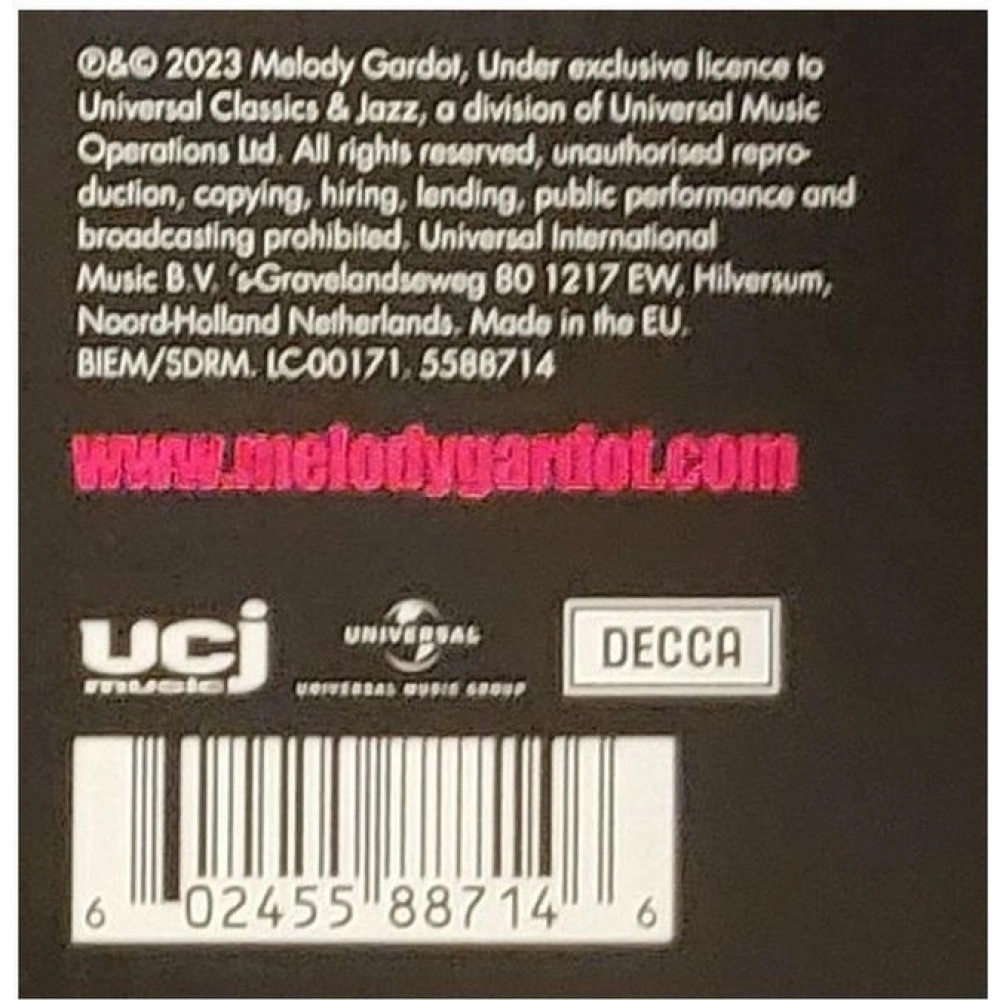 ℗&© 2023 Melody Gardot, Under exclusive licence to
Universal Classics & Jazz, a division of Universal Music
Operations Ltd. All rights reserved, unauthorised repro-
duction, copying, hiring, lending, public performance and
broadcasting prohibited. Universal International
Music B.V. 's-Gravelandseweg 80 1217 EW, Hilversum,
Noord-Holland Netherlands. Made in the EU.
BIEM/SDRM. LC00171. 5588714
www.melodygardot.com
ucj
music
UNIVERSAL
UNIVERSAL MUSIC GROUP
DECCA
6 02455 88714 6